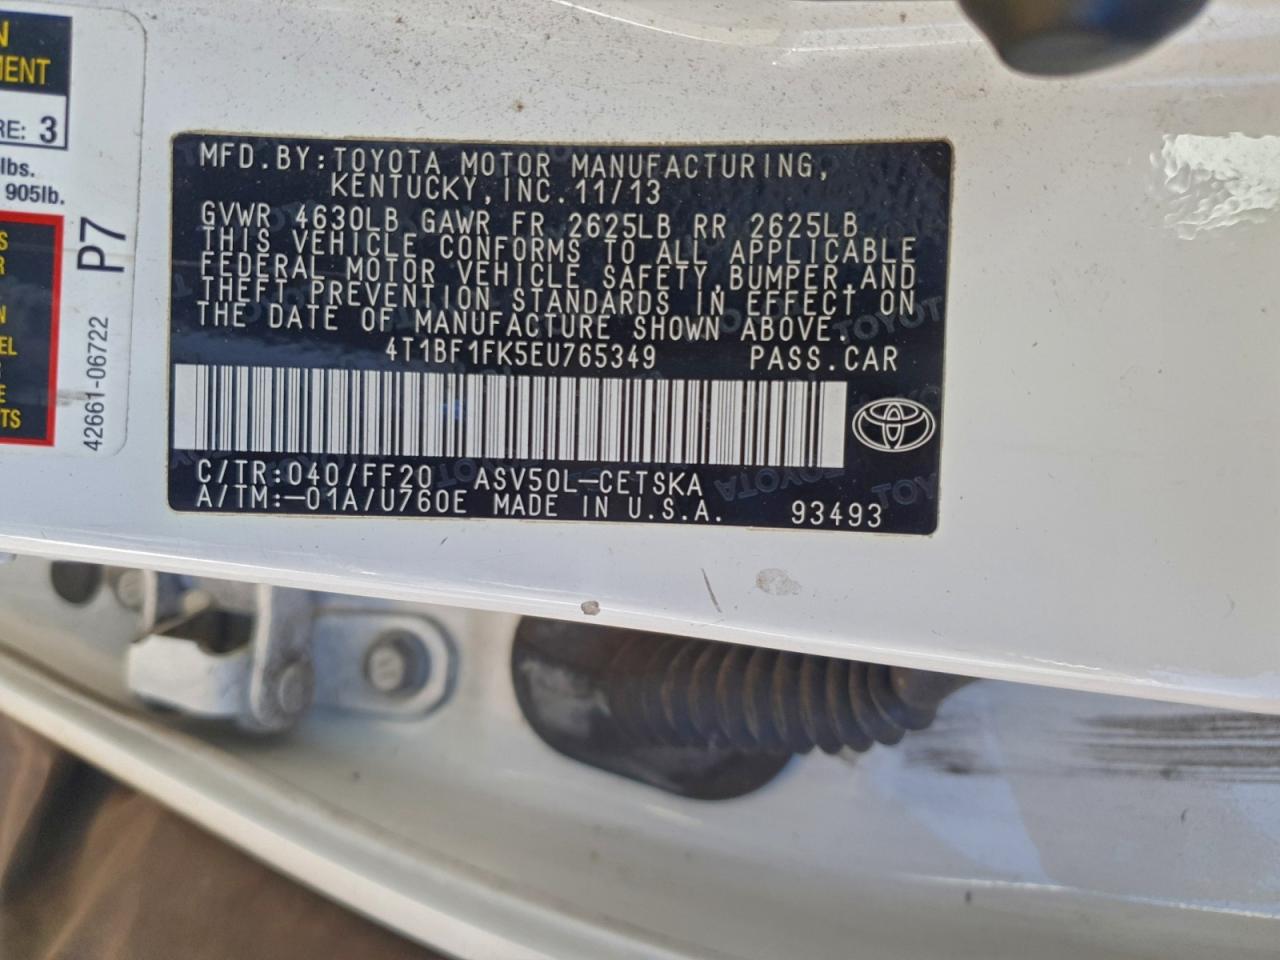 N
MENT
RE: 3
lbs.
905lb.
S
R
N
EL
E
TS
P7
42661-06722
MFD.BY:TOYOTA MOTOR MANUFACTURING,
KENTUCKY,INC.11/13
GVWR 4630LB GAWR FR 2625LB RR 2625LB
THIS VEHICLE CONFORMS TO ALL APPLICABLE
FEDERAL MOTOR VEHICLE SAFETY,BUMPER,AND
THEFT PREVENTION STANDARDS IN EFFECT ON
THE DATE OF MANUFACTURE SHOWN ABOVE.
4T1BF1FK5EU765349 PASS.CAR
C/TR:040/FF20 ASV50L-CETSKA
A/TM:-01A/U760E MADE IN U.S.A. 93493